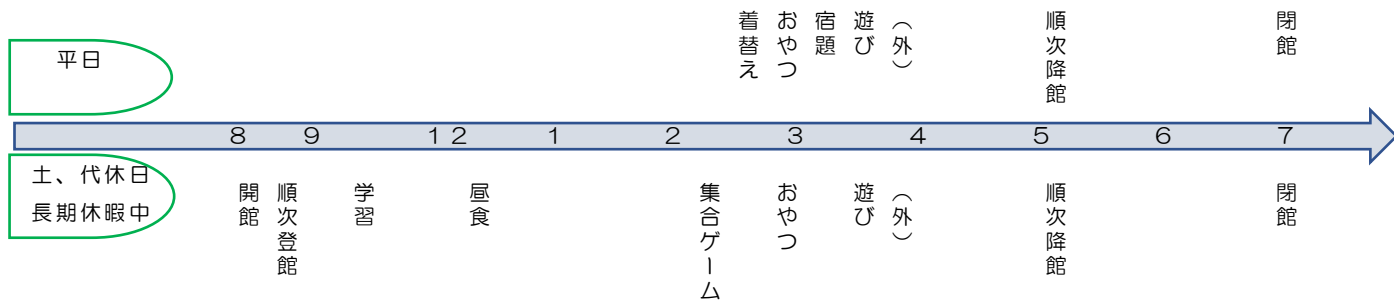 平日
着替え
おやつ
宿題
遊び
（外）
順次降館
閉館
8 9 12 1 2 3 4 5 6 7
土、代休日
長期休暇中
開館
順次登館
学習
昼食
集合ゲーム
おやつ
遊び
（外）
順次降館
閉館